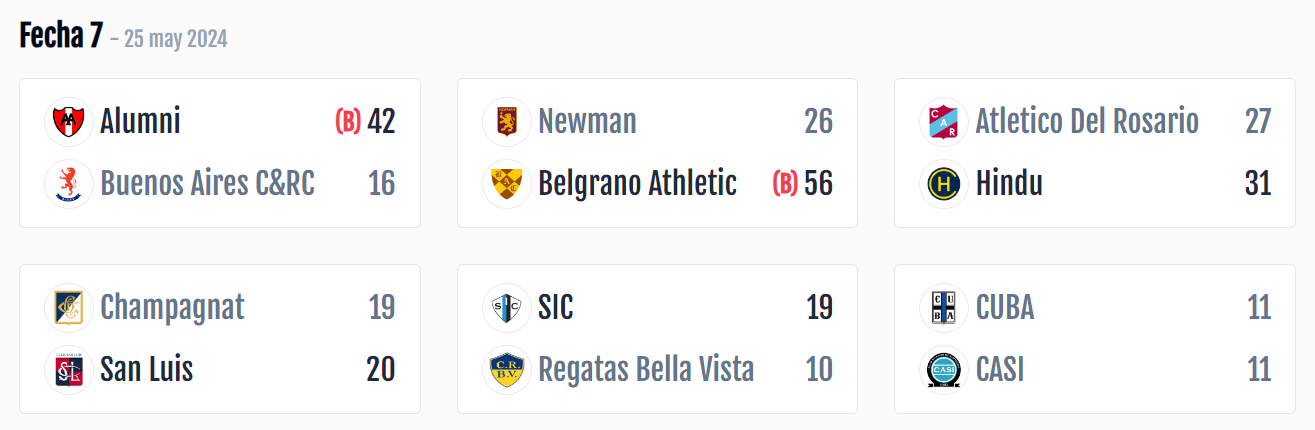 Fecha 7 - 25 may 2024
Alumni (B) 42
Buenos Aires C&RC 16
Newman 26
Belgrano Athletic (B) 56
Atletico Del Rosario 27
Hindu 31
Champagnat 19
San Luis 20
SIC 19
Regatas Bella Vista 10
CUBA 11
CASI 11